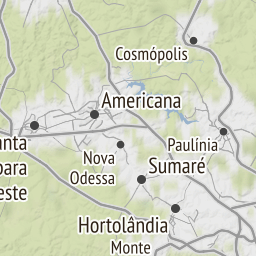 Cosmópolis
Americana
anta
bara
este
Paulínia
Nova
Odessa
Sumaré
Hortolândia
Monte